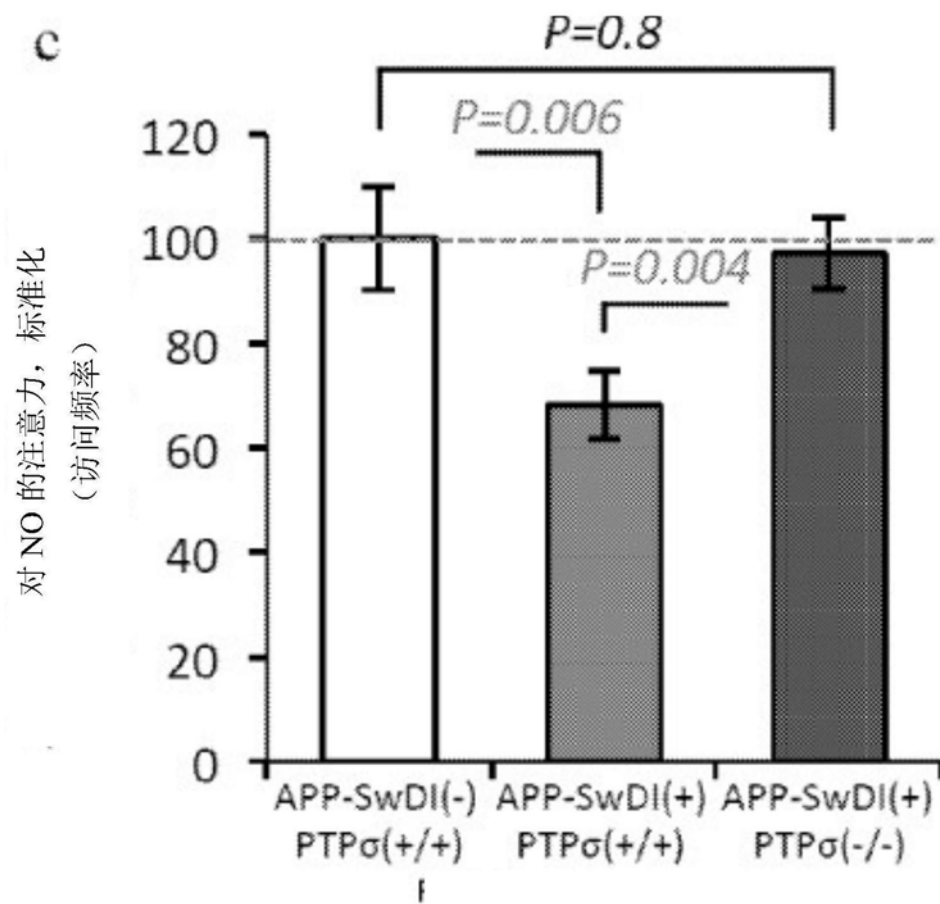 c
P=0.8
P=0.006
P=0.004
120
100
80
60
40
20
0
对 NO 的注意力，标准化
（访问频率）
APP-SwDI(-) APP-SwDI(+) APP-SwDI(+)
PTPσ(+/+) PTPσ(+/+) PTPσ(-/-)